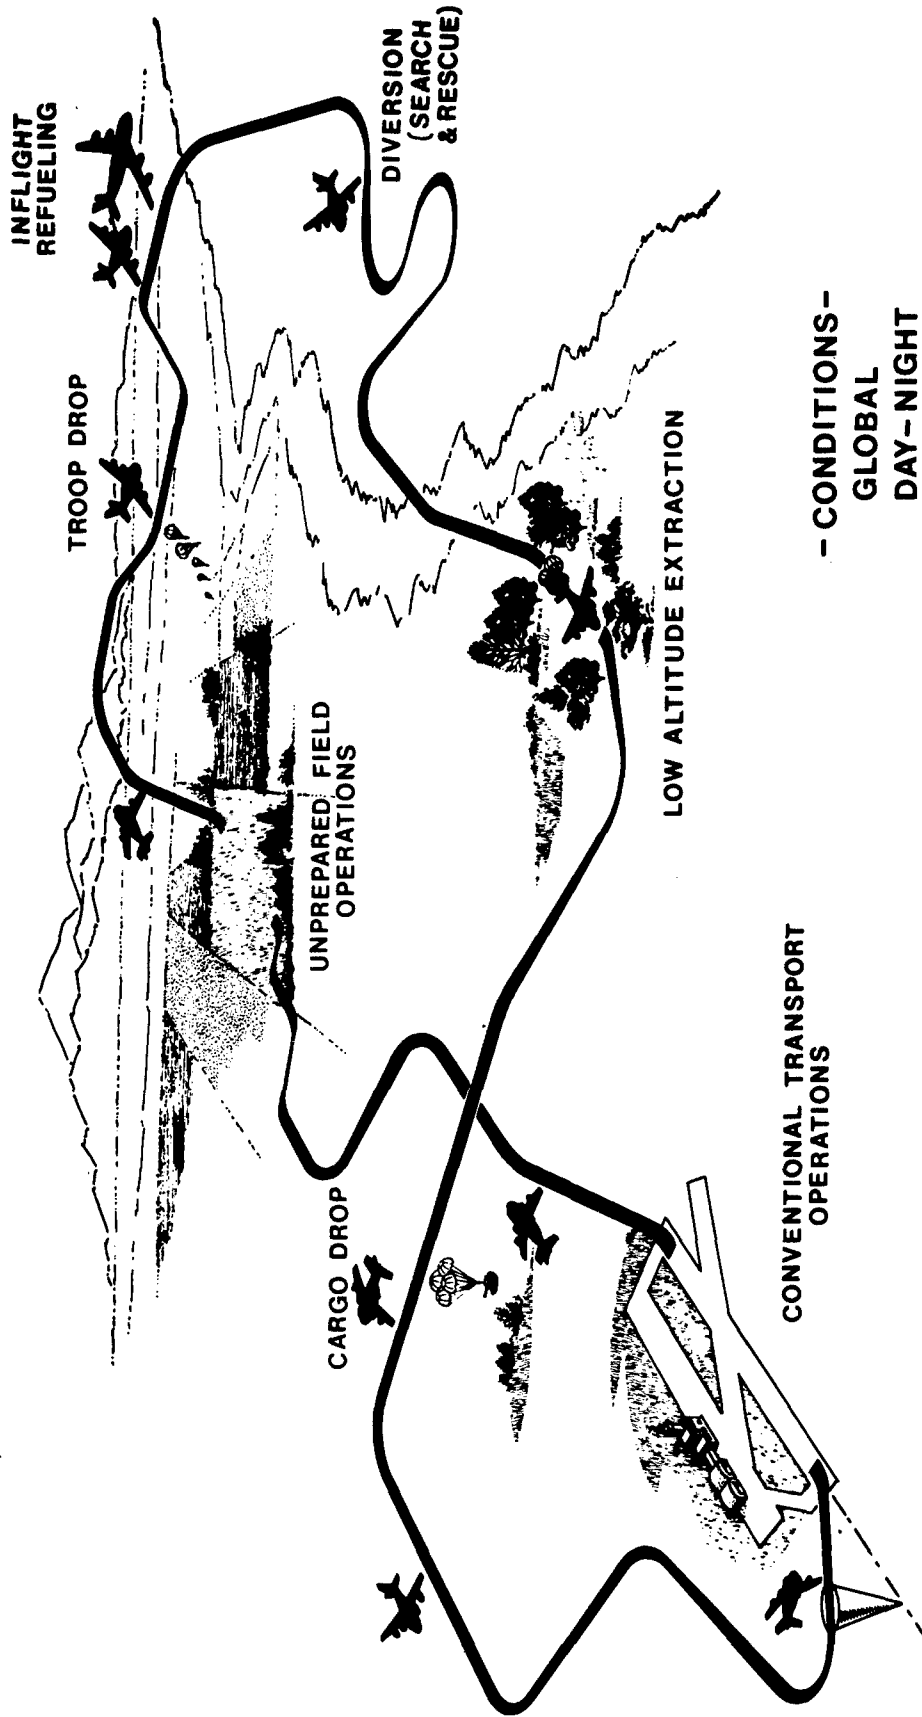 INFLIGHT
REFUELING
TROOP DROP
DIVERSION
(SEARCH
& RESCUE)
UNPREPARED FIELD
OPERATIONS
CARGO DROP
LOW ALTITUDE EXTRACTION
CONVENTIONAL TRANSPORT
OPERATIONS
-CONDITIONS-
GLOBAL
DAY-NIGHT